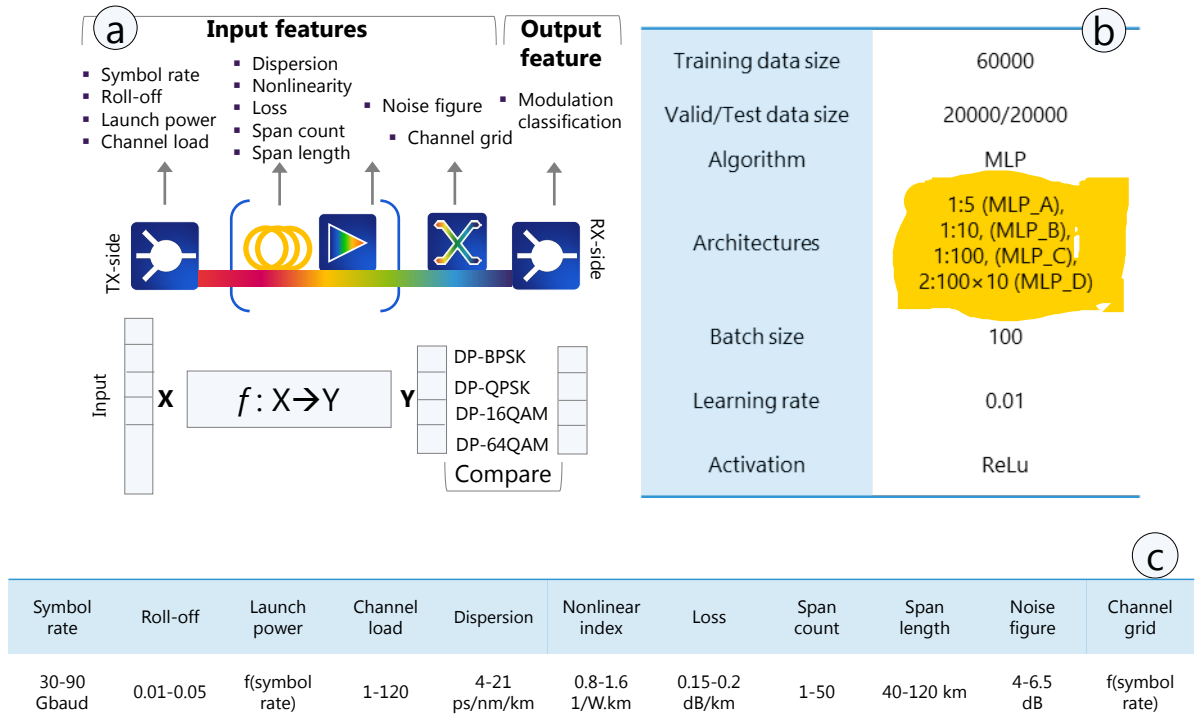 a
Input features
Output
feature
▪ Symbol rate
▪ Roll-off
▪ Launch power
▪ Channel load
▪ Dispersion
▪ Nonlinearity
▪ Loss
▪ Span count
▪ Span length
▪ Noise figure
▪ Channel grid
▪ Modulation
classification
TX-side
RX-side
Input
X
f : X→Y
Y
DP-BPSK
DP-QPSK
DP-16QAM
DP-64QAM
Compare
b
Training data size 60000
Valid/Test data size 20000/20000
Algorithm MLP
Architectures
1:5 (MLP_A),
1:10, (MLP_B),
1:100, (MLP_C),
2:100×10 (MLP_D)
Batch size 100
Learning rate 0.01
Activation ReLu
c
Symbol
rate
Roll-off
Launch
power
Channel
load
Dispersion
Nonlinear
index
Loss
Span
count
Span
length
Noise
figure
Channel
grid
30-90
Gbaud
0.01-0.05
f(symbol
rate)
1-120
4-21
ps/nm/km
0.8-1.6
1/W.km
0.15-0.2
dB/km
1-50
40-120 km
4-6.5
dB
f(symbol
rate)